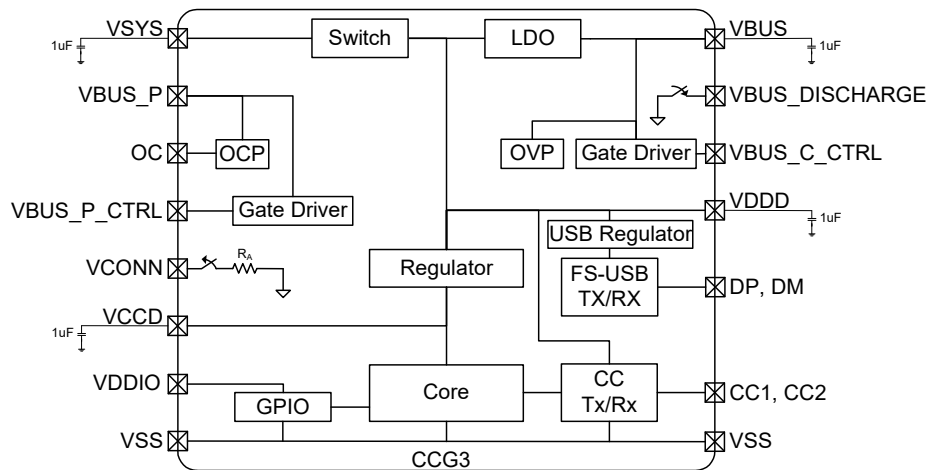 VSYS
1uF
Switch
LDO
VBUS
1uF
VBUS_P
VBUS_DISCHARGE
OC
OCP
OVP
Gate Driver
VBUS_C_CTRL
VBUS_P_CTRL
Gate Driver
VDDD
1uF
USB Regulator
VCONN
RA
Regulator
FS-USB
TX/RX
DP, DM
VCCD
1uF
VDDIO
GPIO
Core
CC
Tx/Rx
CC1, CC2
VSS
VSS
CCG3